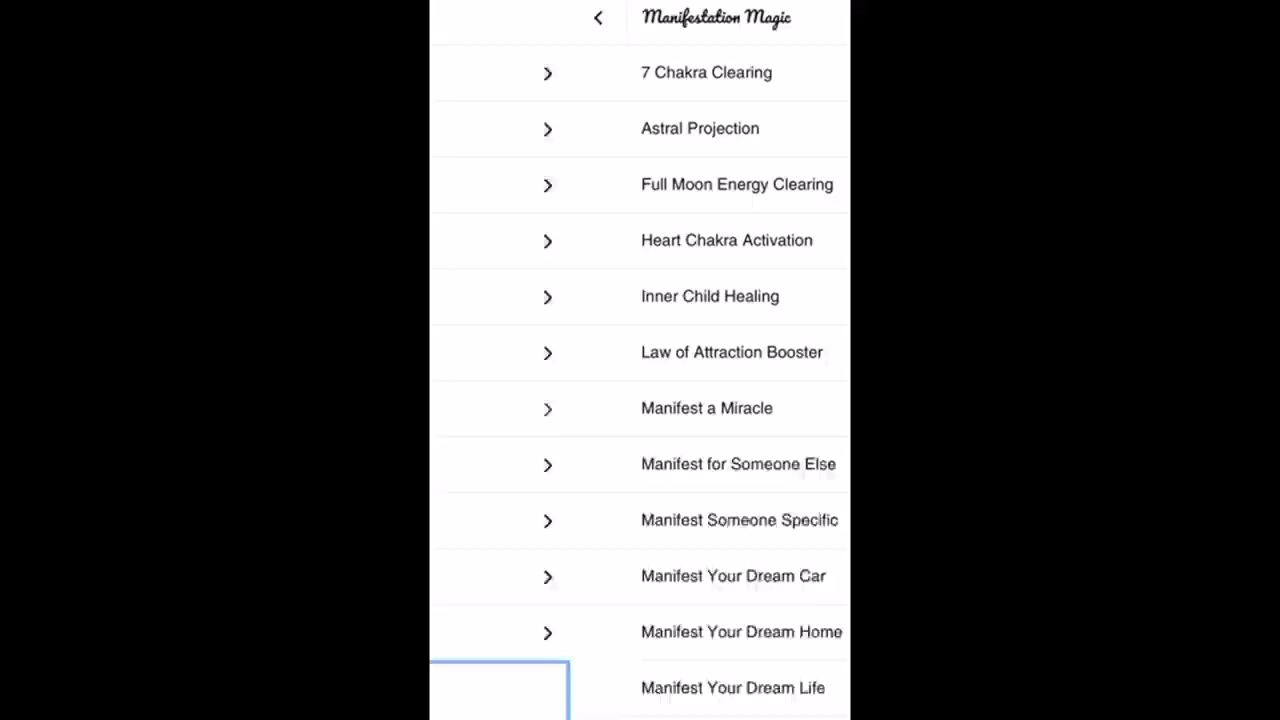 Manifestation Magic
7 Chakra Clearing
Astral Projection
Full Moon Energy Clearing
Heart Chakra Activation
Inner Child Healing
Law of Attraction Booster
Manifest a Miracle
Manifest for Someone Else
Manifest Someone Specific
Manifest Your Dream Car
Manifest Your Dream Home
Manifest Your Dream Life